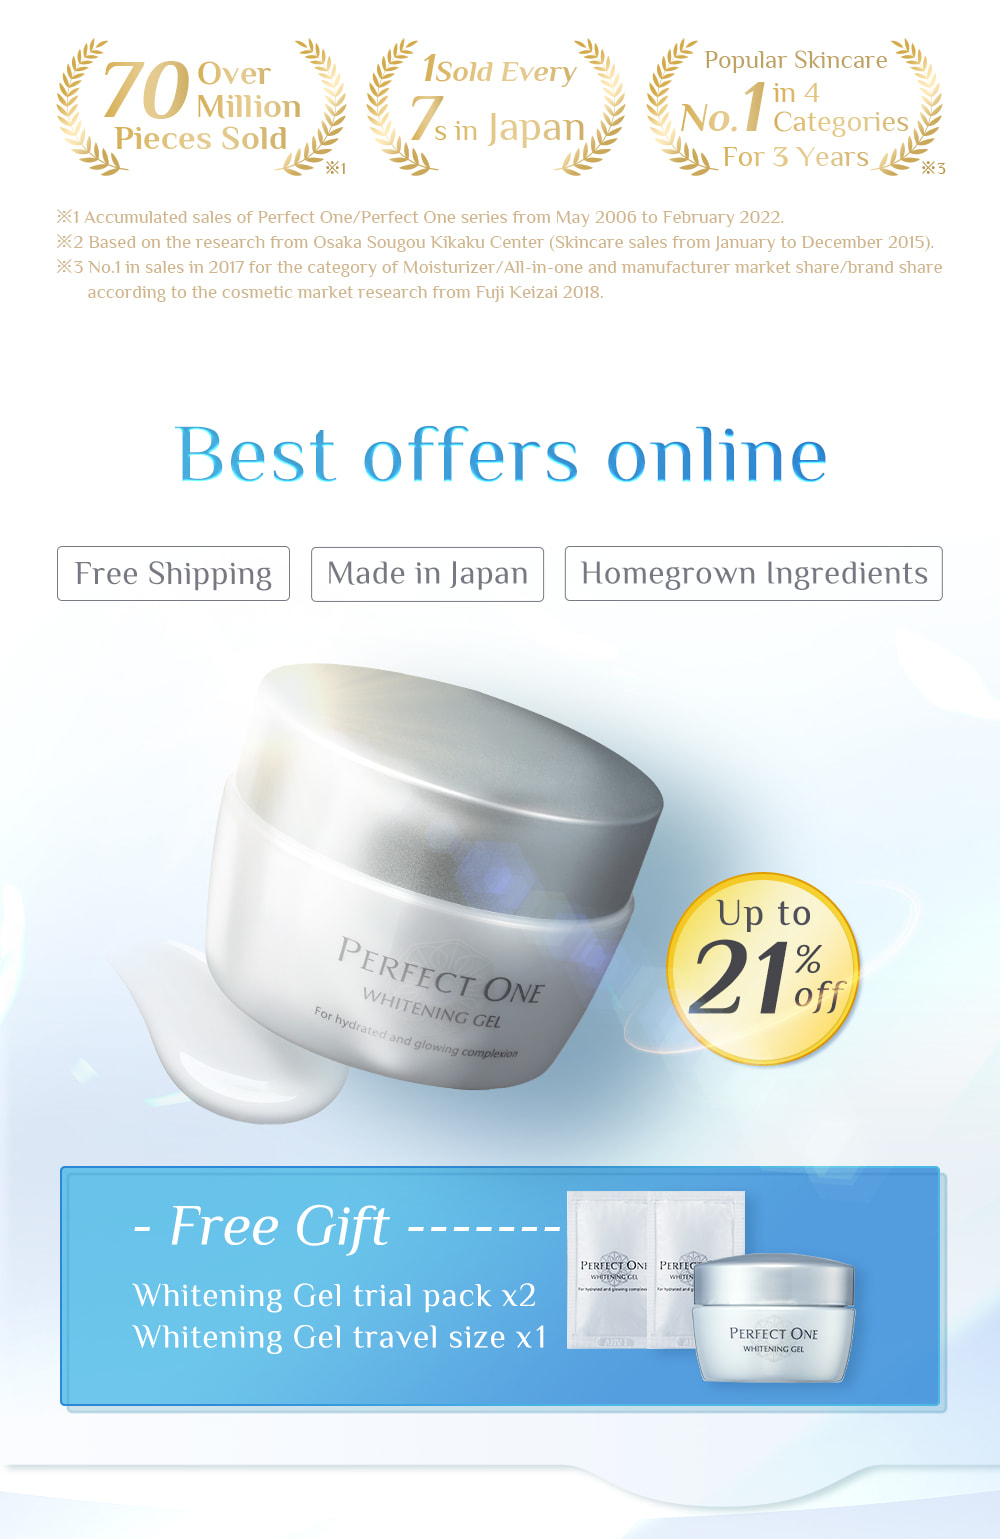 70 Over
Million
Pieces Sold
※1
1Sold Every
7s in Japan
Popular Skincare
No.1 in 4
Categories
For 3 Years
※3
※1 Accumulated sales of Perfect One/Perfect One series from May 2006 to February 2022.
※2 Based on the research from Osaka Sougou Kikaku Center (Skincare sales from January to December 2015).
※3 No.1 in sales in 2017 for the category of Moisturizer/All-in-one and manufacturer market share/brand share
according to the cosmetic market research from Fuji Keizai 2018.
Best offers online
Free Shipping
Made in Japan
Homegrown Ingredients
PERFECT ONE
WHITENING GEL
For hydrated and glowing complexion
Up to
21%
off
- Free Gift -------
Whitening Gel trial pack x2
Whitening Gel travel size x1
PERFECT ONE
WHITENING GEL
PERFECT ONE
WHITENING GEL